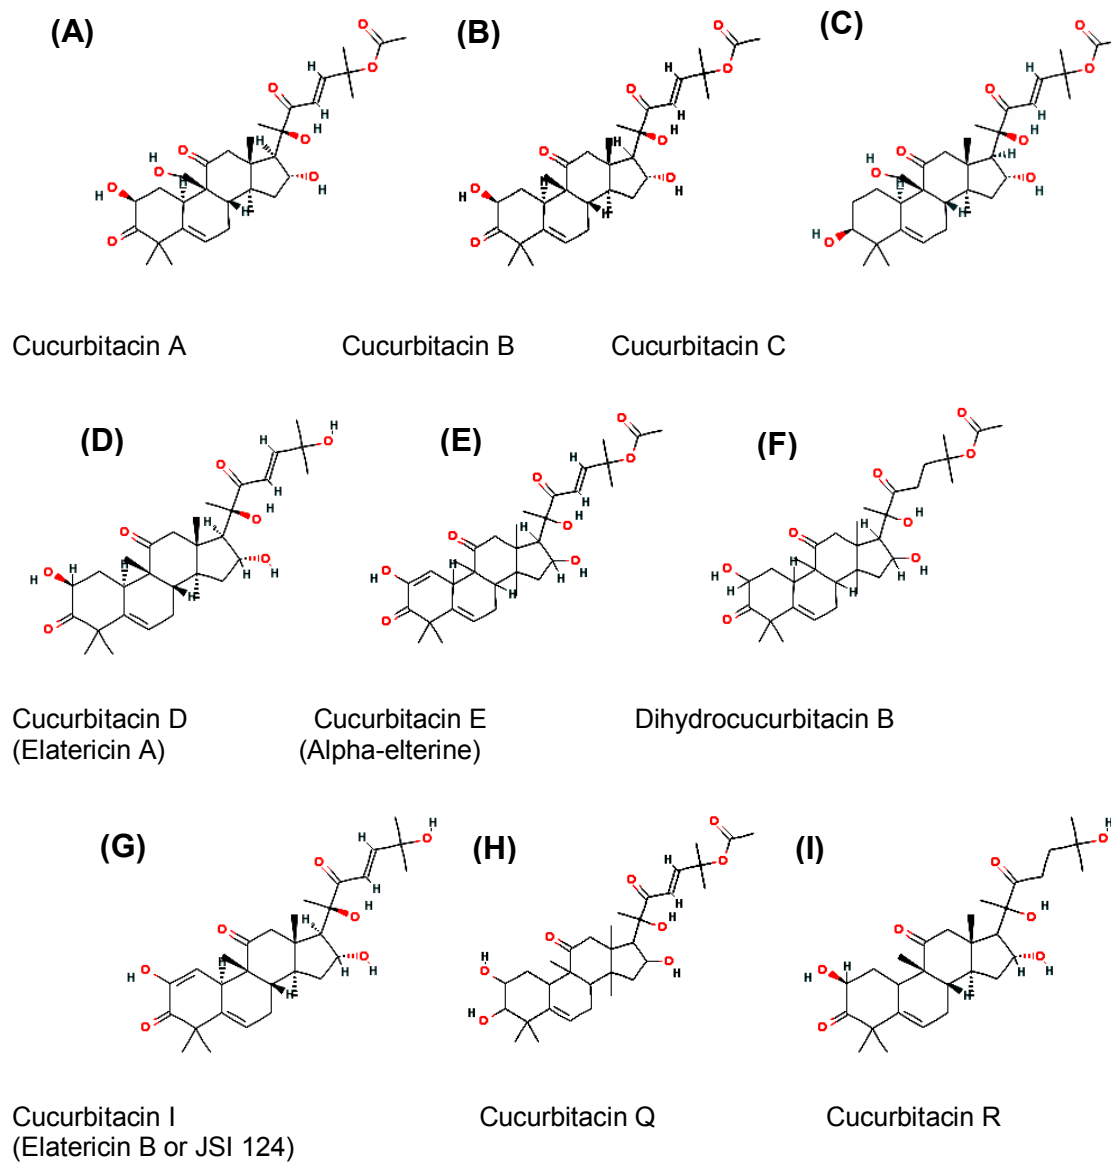 (A) (B) (C)
Cucurbitacin A Cucurbitacin B Cucurbitacin C
(D) (E) (F)
Cucurbitacin D Cucurbitacin E Dihydrocucurbitacin B
(Elatericin A) (Alpha-elterine)
(G) (H) (I)
Cucurbitacin I Cucurbitacin Q Cucurbitacin R
(Elatericin B or JSI 124)